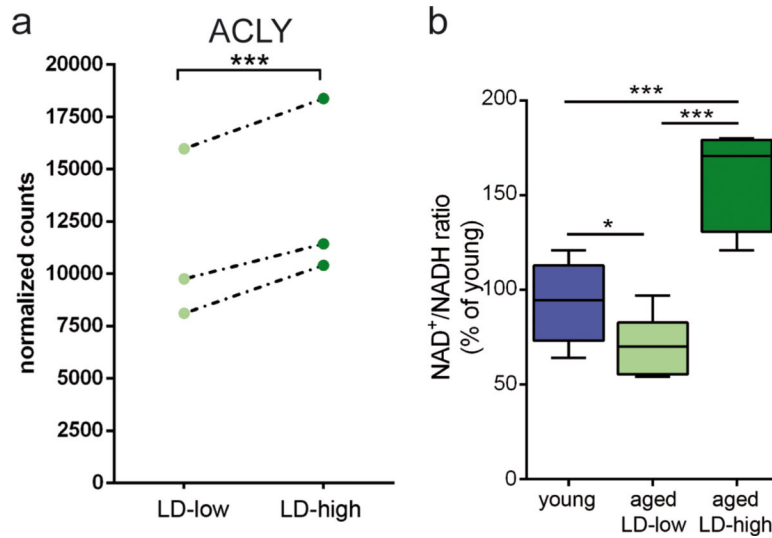 a
ACLY
***
20000
17500
15000
12500
10000
7500
5000
2500
0
normalized counts
LD-low
LD-high
b
***
***
*
200
150
100
50
0
NAD⁺/NADH ratio
(% of young)
young
aged
LD-low
aged
LD-high